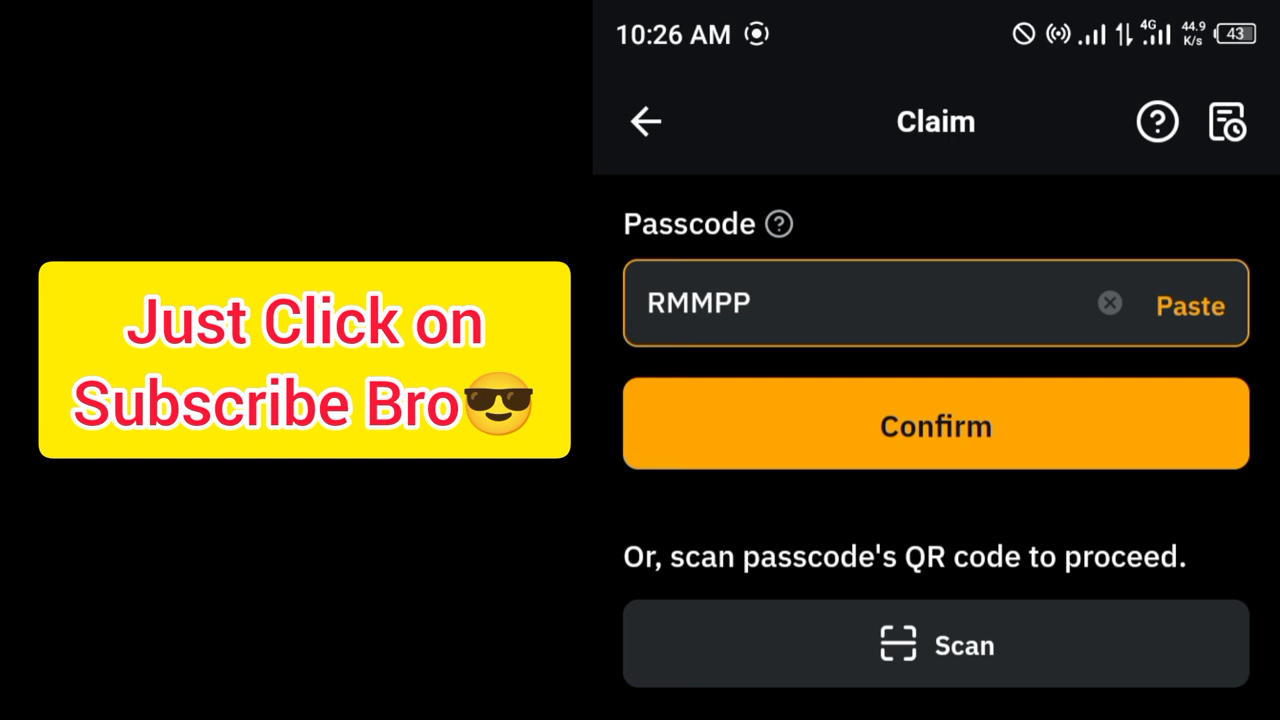 10:26 AM
4G
44.9
K/s
43
Claim
Passcode
RMMPP
Paste
Just Click on
Subscribe Bro😎
Confirm
Or, scan passcode's QR code to proceed.
Scan